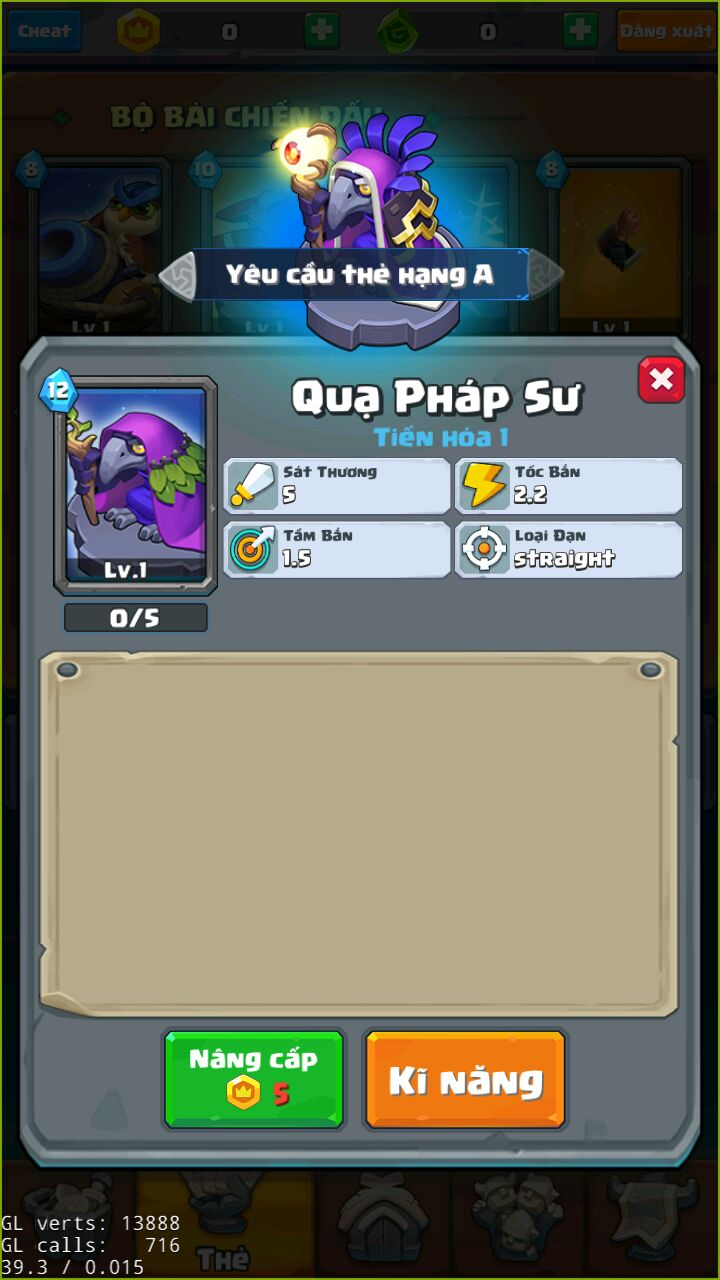 Cheat
0
0
Đăng xuất
BỘ BÀI CHIẾN ĐẤU
8
10
8
Yêu cầu thẻ hạng A
Lv 1
Lv 1
Lv 1
12
Quạ Pháp Sư
Tiến Hóa 1
Sát Thương
5
Tốc Bắn
2.2
Tầm Bắn
1.5
Loại Đạn
straight
Lv.1
0/5
Nâng cấp
5
Kĩ năng
Thẻ
GL verts: 13888
GL calls: 716
39.3 / 0.015